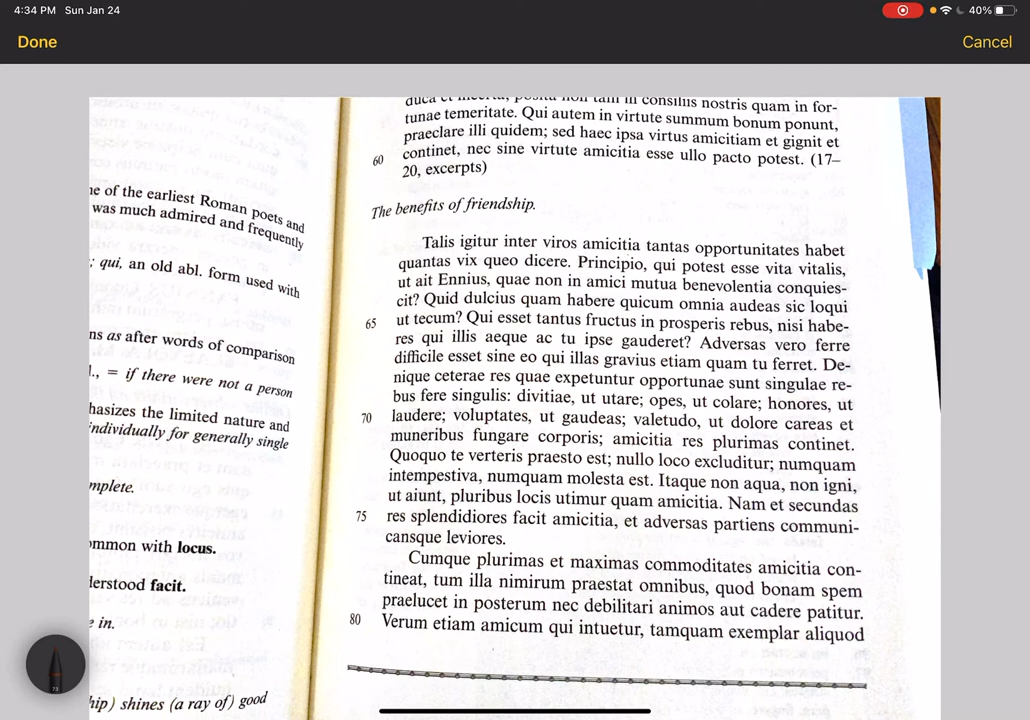 4:34 PM Sun Jan 24
40%
Done
Cancel
ne of the earliest Roman poets and
was much admired and frequently
; qui, an old abl. form used with
ns as after words of comparison
l., = if there were not a person
hasizes the limited nature and
individually for generally single
mplete.
ommon with locus.
derstood facit.
e in.
hip) shines (a ray of) good
consiliis nostris quam in for-
tunae temeritate. Qui autem in virtute summum bonum ponunt,
praeclare illi quidem; sed haec ipsa virtus amicitiam et gignit et
60 continet, nec sine virtute amicitia esse ullo pacto potest. (17–
20, excerpts)
The benefits of friendship.
Talis igitur inter viros amicitia tantas opportunitates habet
quantas vix queo dicere. Principio, qui potest esse vita vitalis,
ut ait Ennius, quae non in amici mutua benevolentia conquies-
cit? Quid dulcius quam habere quicum omnia audeas sic loqui
65 ut tecum? Qui esset tantus fructus in prosperis rebus, nisi habe-
res qui illis aeque ac tu ipse gauderet? Adversas vero ferre
difficile esset sine eo qui illas gravius etiam quam tu ferret. De-
nique ceterae res quae expetuntur opportunae sunt singulae re-
bus fere singulis: divitiae, ut utare; opes, ut colare; honores, ut
70 laudere; voluptates, ut gaudeas; valetudo, ut dolore careas et
muneribus fungare corporis; amicitia res plurimas continet.
Quoquo te verteris praesto est; nullo loco excluditur; numquam
intempestiva, numquam molesta est. Itaque non aqua, non igni,
ut aiunt, pluribus locis utimur quam amicitia. Nam et secundas
75 res splendidiores facit amicitia, et adversas partiens communi-
cansque leviores.
Cumque plurimas et maximas commoditates amicitia con-
tineat, tum illa nimirum praestat omnibus, quod bonam spem
praelucet in posterum nec debilitari animos aut cadere patitur.
80 Verum etiam amicum qui intuetur, tamquam exemplar aliquod
73